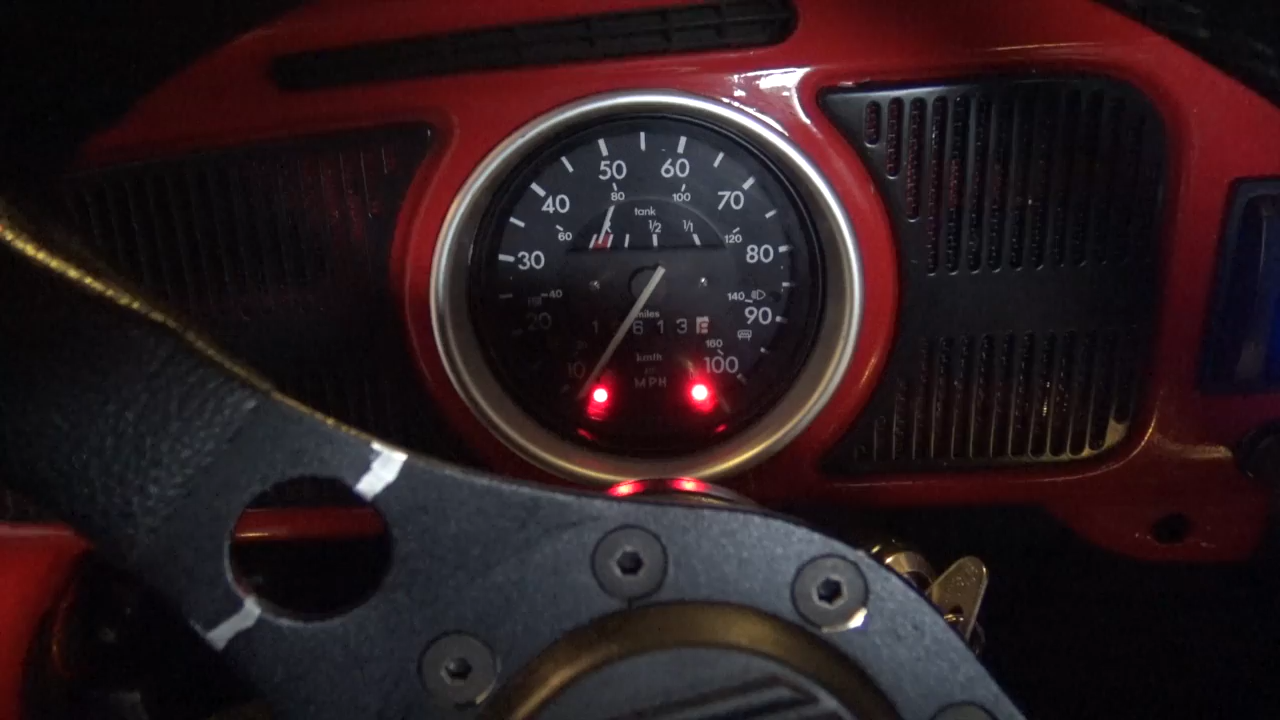 50 60
80 100
40 tank 70
60 1/2 1/1 120
30 80
40 140
20 miles 90
1 6 1 3
160
10 km/h 100
MPH